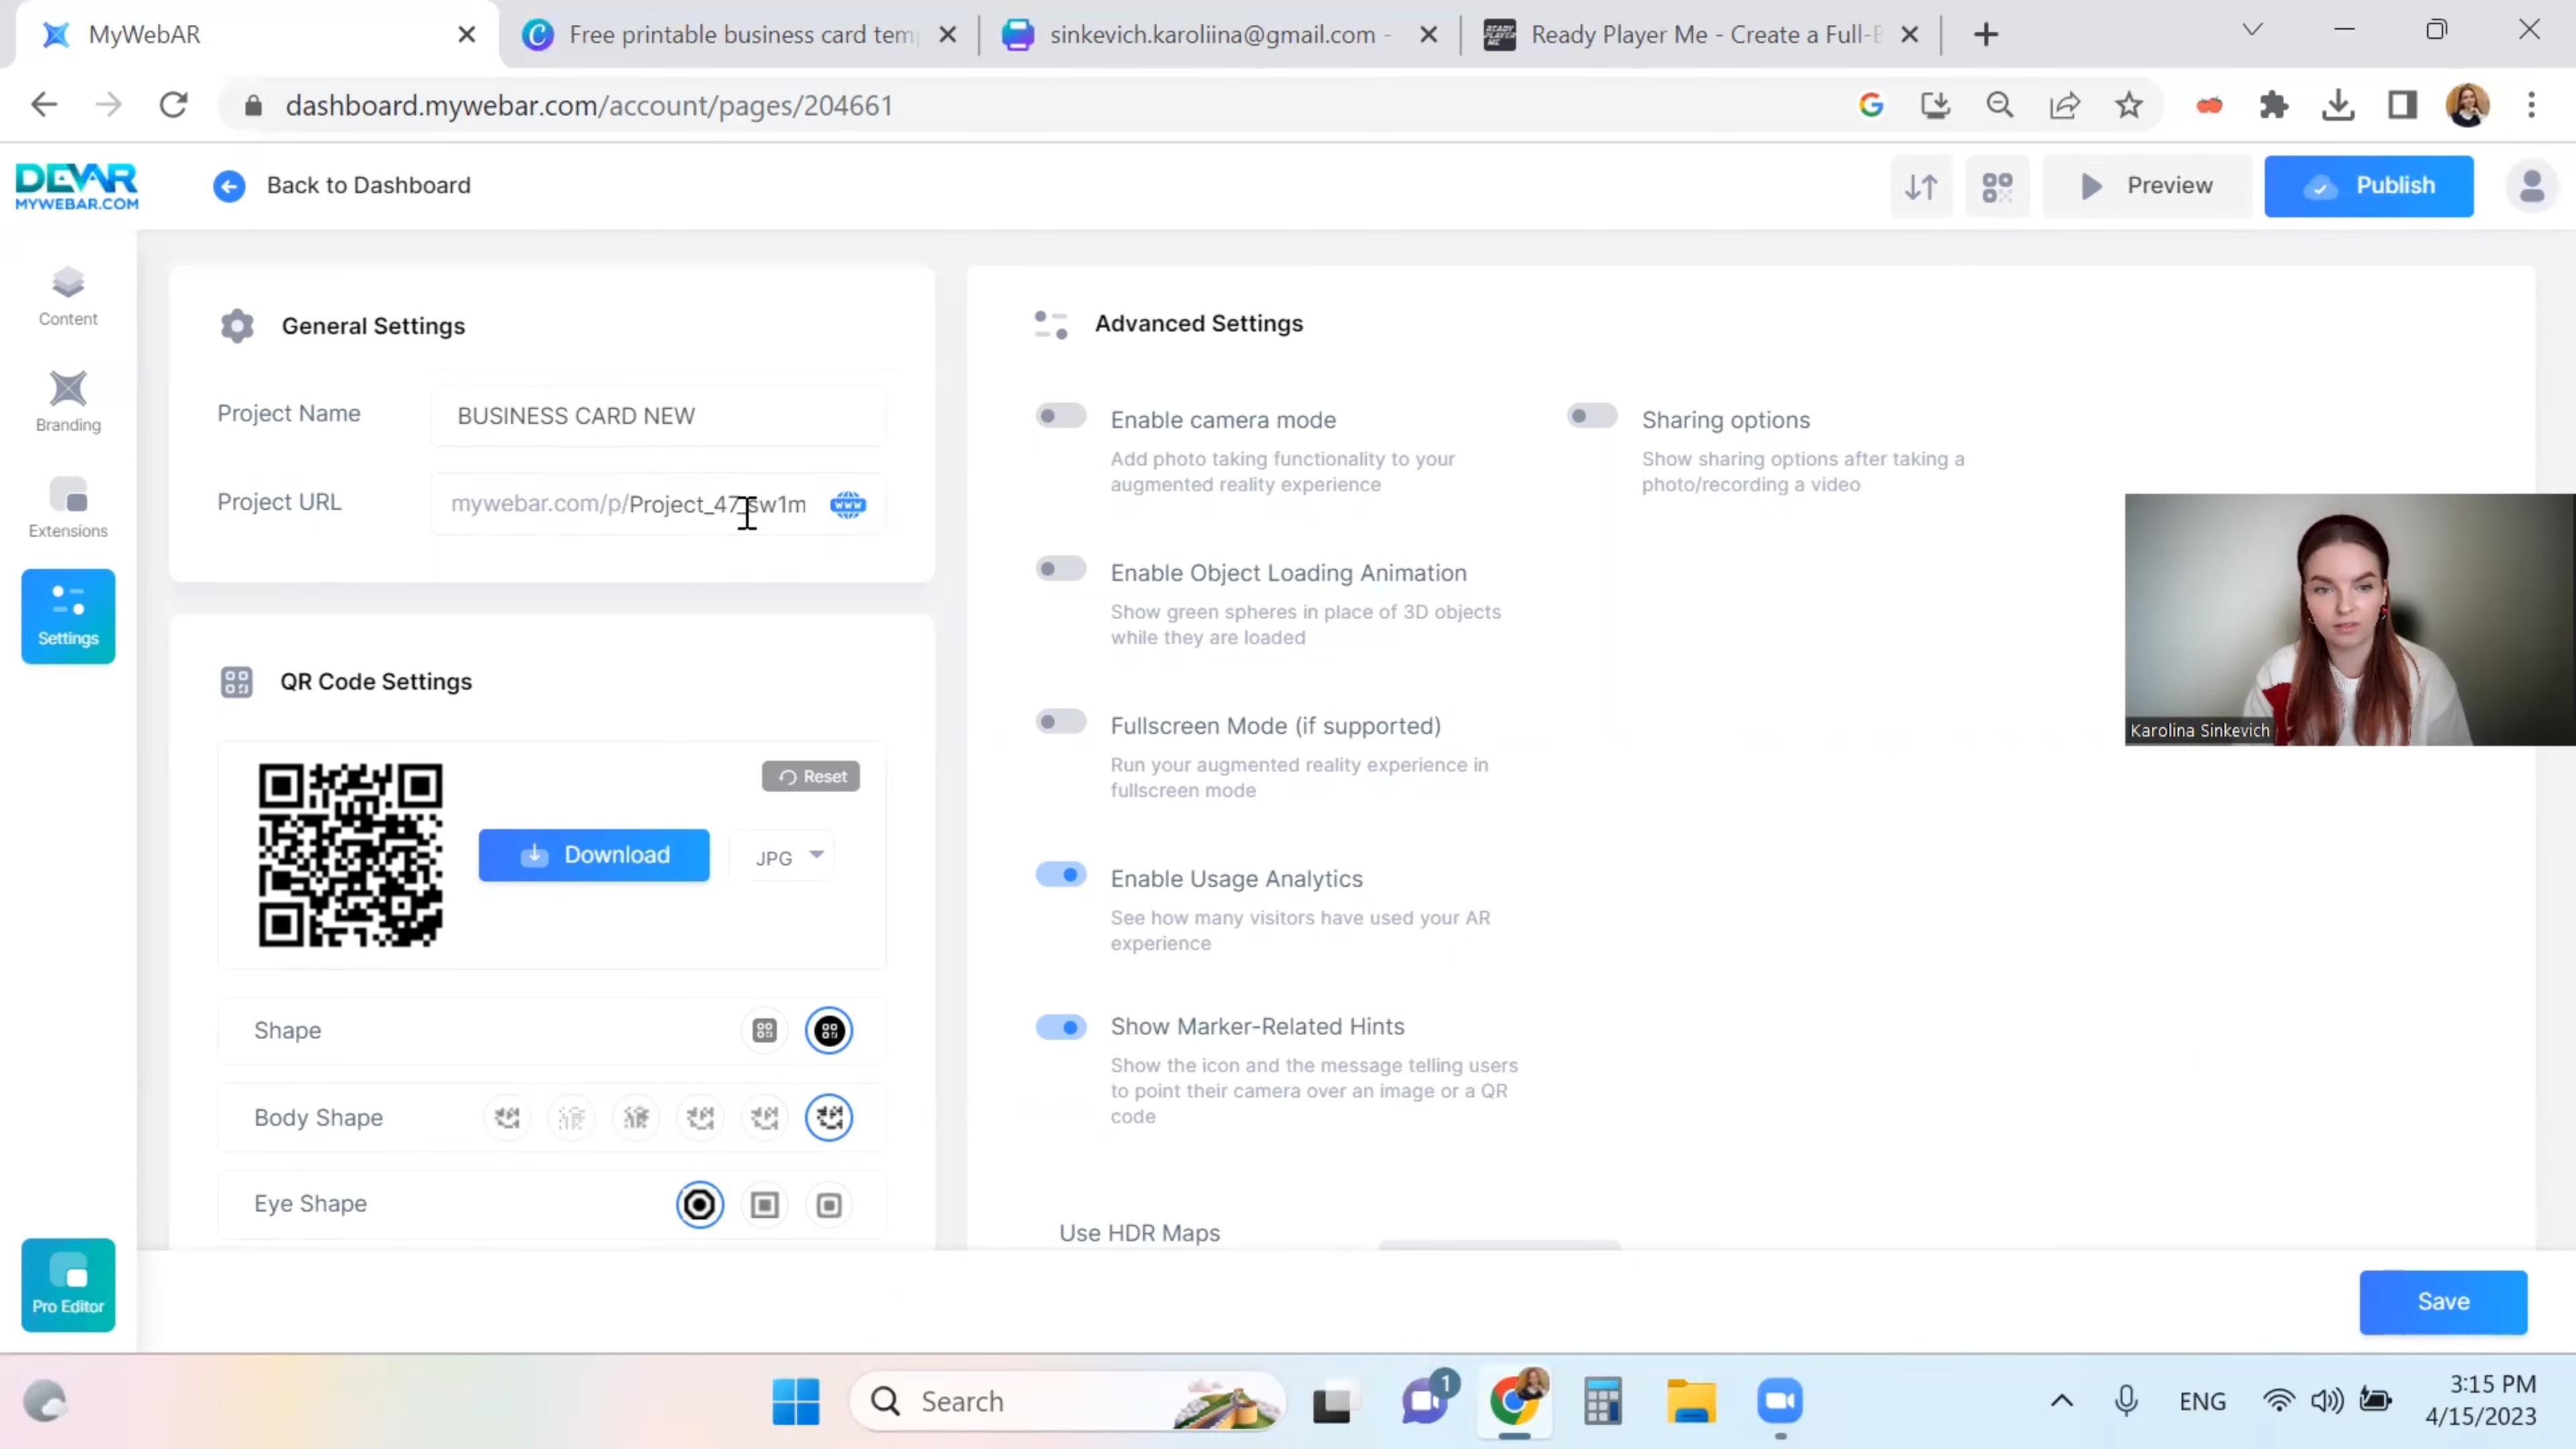 MyWebAR
Free printable business card tem
sinkevich.karoliina@gmail.com -
Ready Player Me - Create a Full-B
dashboard.mywebar.com/account/pages/204661
DEVAR
MYWEBAR.COM
Back to Dashboard
Preview
Publish
Content
Branding
Extensions
Settings
Pro Editor
General Settings
Project Name
BUSINESS CARD NEW
Project URL
mywebar.com/p/Project_47_sw1m
WWW
QR Code Settings
Reset
Download
JPG
Shape
Body Shape
Eye Shape
Advanced Settings
Enable camera mode
Add photo taking functionality to your
augmented reality experience
Sharing options
Show sharing options after taking a
photo/recording a video
Enable Object Loading Animation
Show green spheres in place of 3D objects
while they are loaded
Fullscreen Mode (if supported)
Run your augmented reality experience in
fullscreen mode
Enable Usage Analytics
See how many visitors have used your AR
experience
Show Marker-Related Hints
Show the icon and the message telling users
to point their camera over an image or a QR
code
Use HDR Maps
Karolina Sinkevich
Save
Search
1
ENG
3:15 PM
4/15/2023